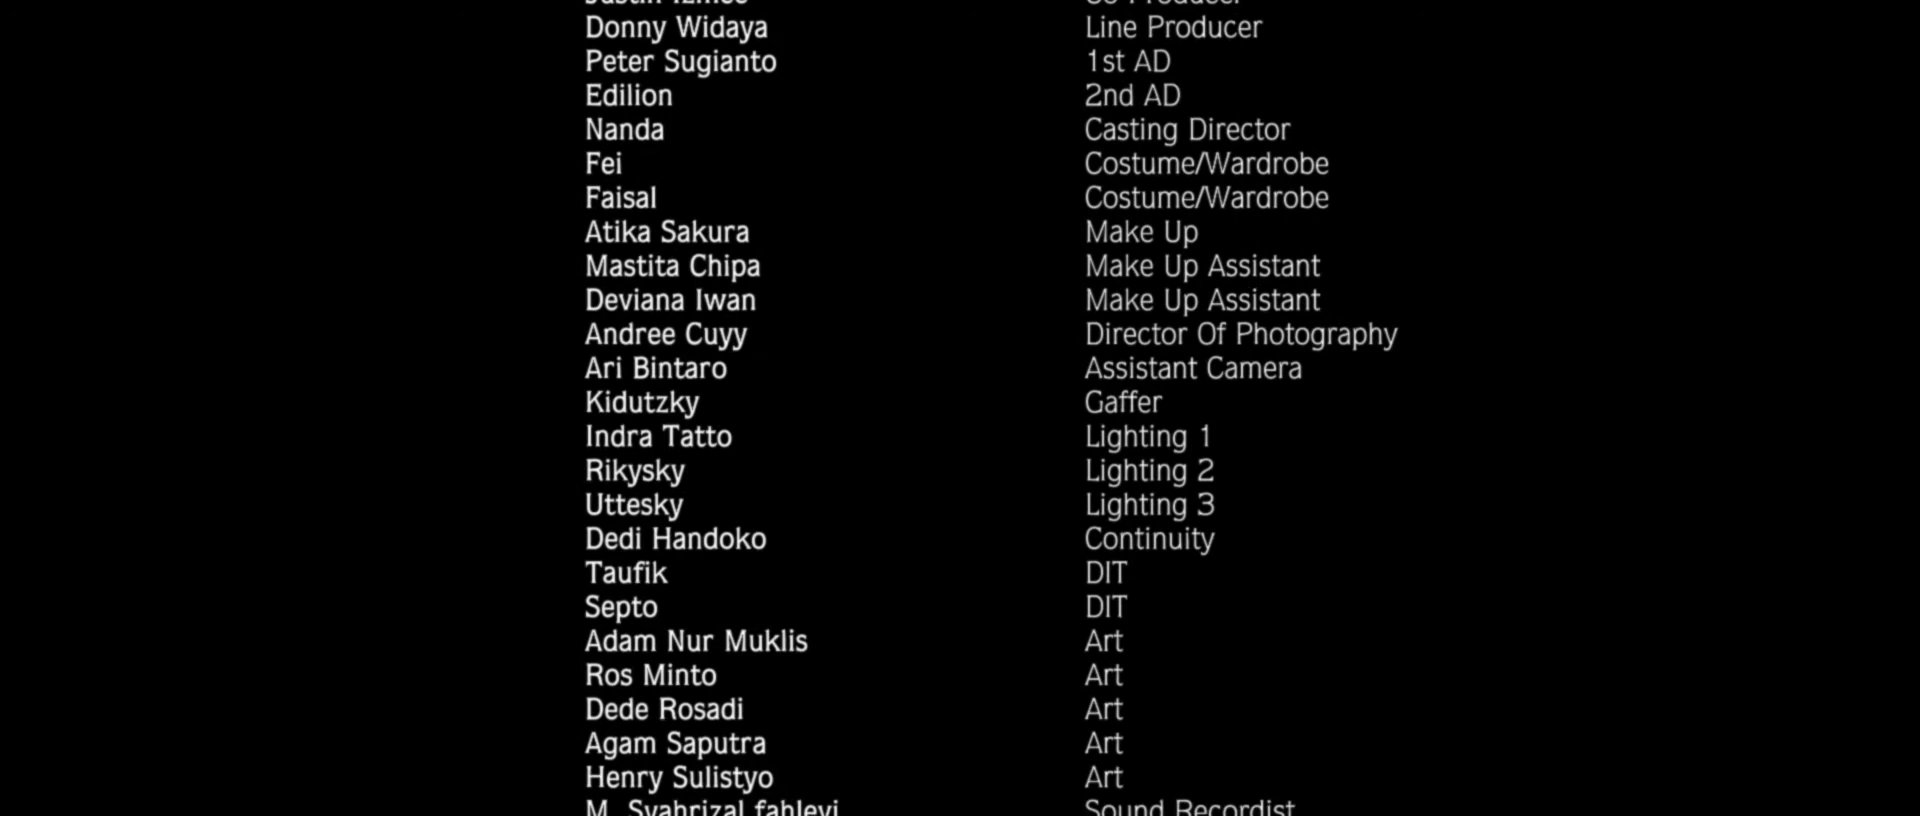 Donny Widaya Line Producer
Peter Sugianto 1st AD
Edilion 2nd AD
Nanda Casting Director
Fei Costume/Wardrobe
Faisal Costume/Wardrobe
Atika Sakura Make Up
Mastita Chipa Make Up Assistant
Deviana Iwan Make Up Assistant
Andree Cuyy Director Of Photography
Ari Bintaro Assistant Camera
Kidutzky Gaffer
Indra Tatto Lighting 1
Rikysky Lighting 2
Uttesky Lighting 3
Dedi Handoko Continuity
Taufik DIT
Septo DIT
Adam Nur Muklis Art
Ros Minto Art
Dede Rosadi Art
Agam Saputra Art
Henry Sulistyo Art
M. Syahrizal fahlevi Sound Recordist